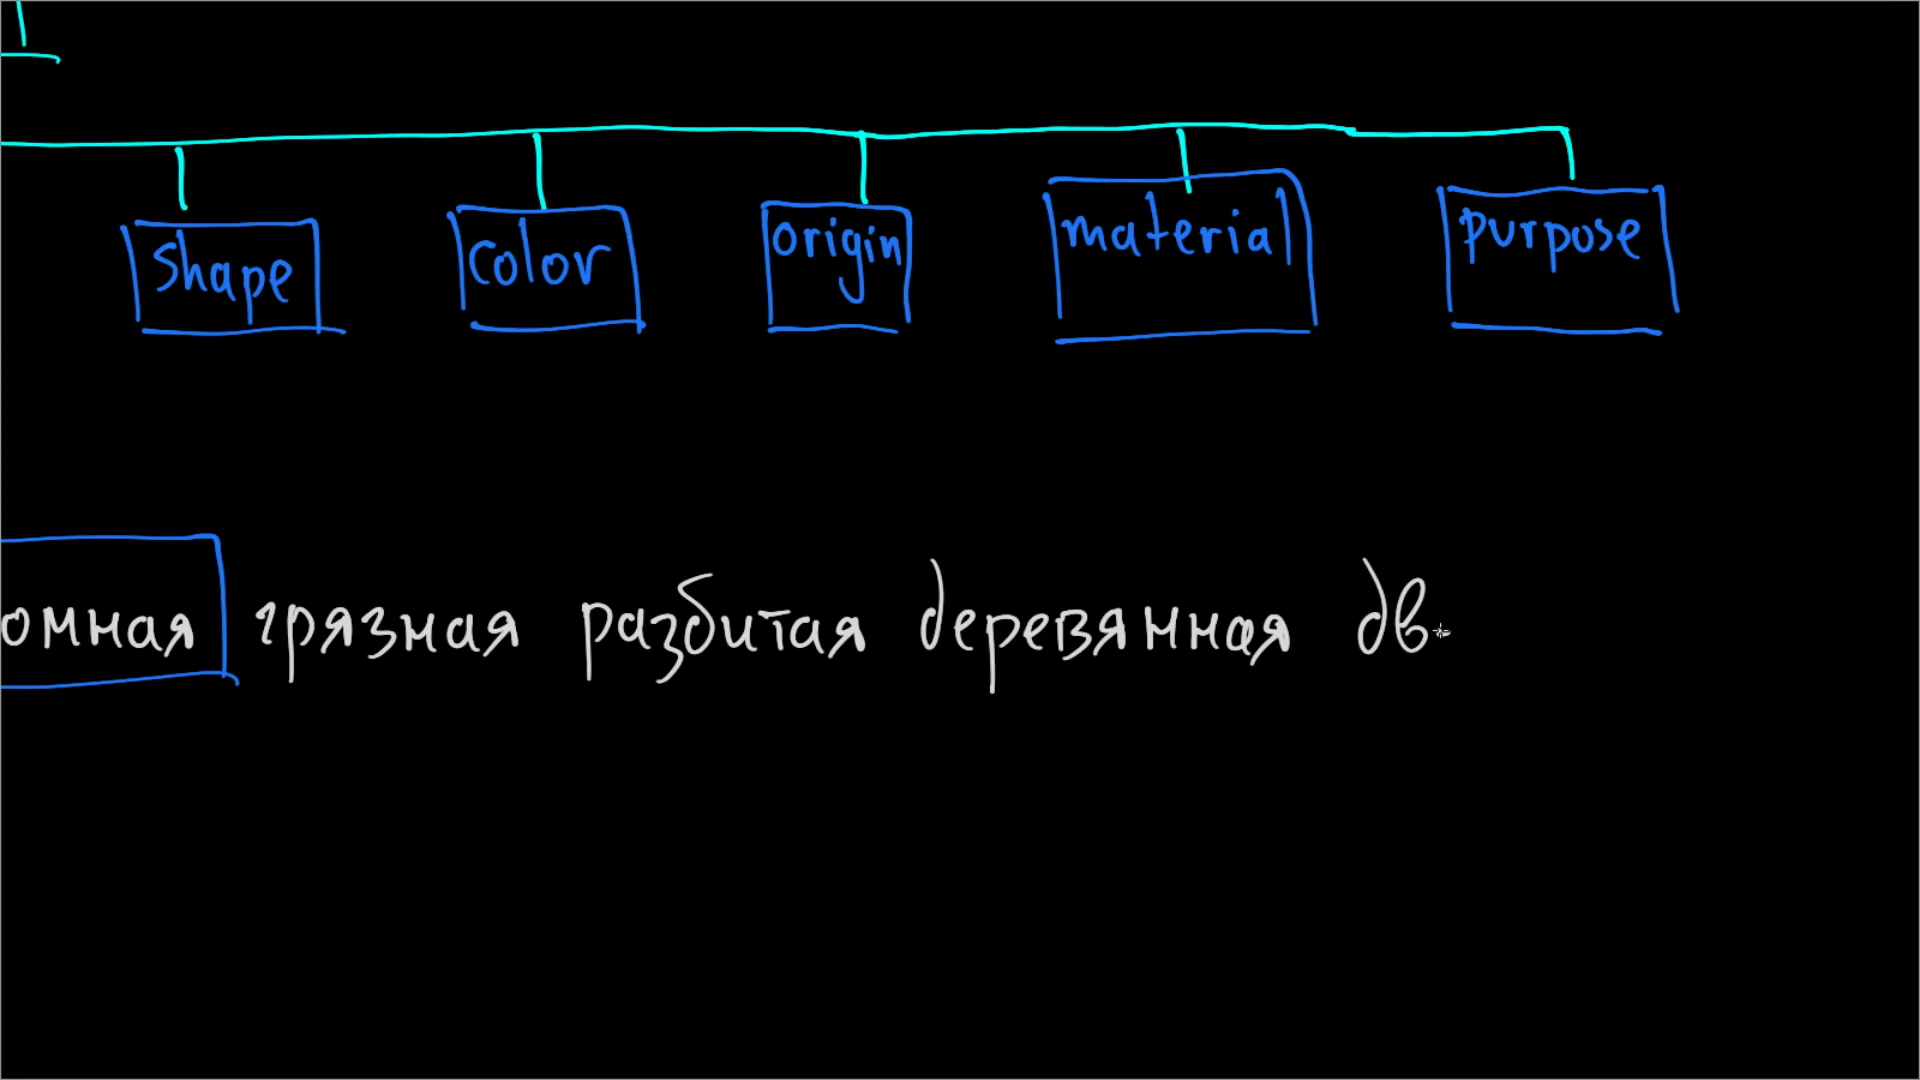 shape color origin material purpose
омная грязная разбитая деревянная дв